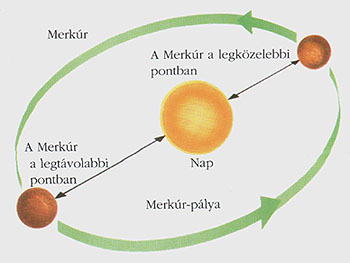 Merkúr
A Merkúr a legközelebbi
pontban
A Merkúr
a legtávolabbi
pontban
Nap
Merkúr-pálya